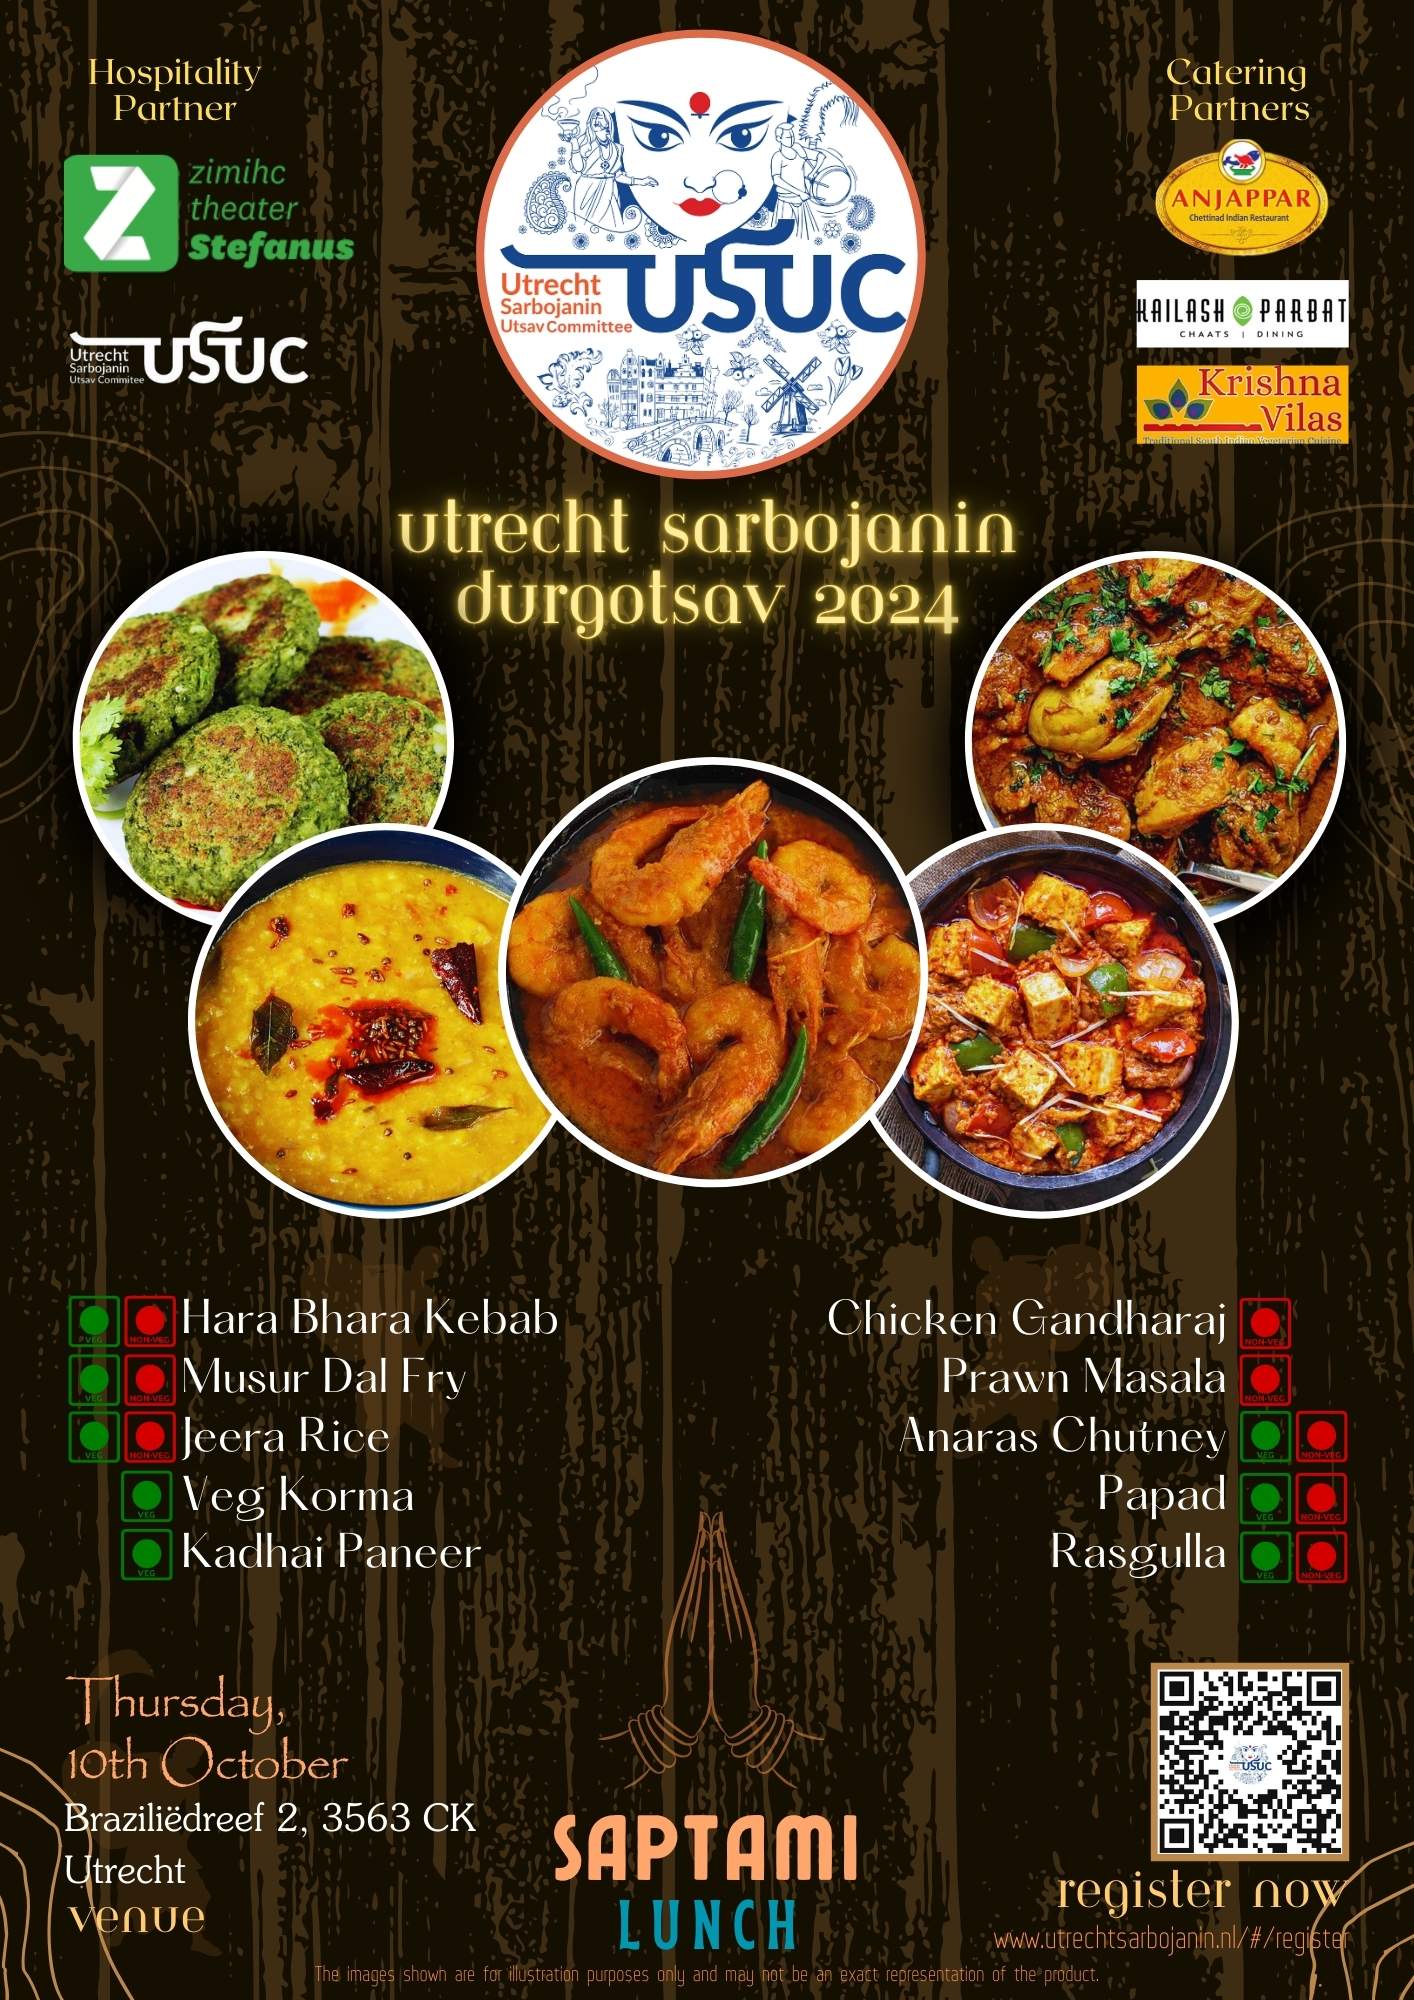 Hospitality
Partner
zimihc
theater
Stefanus
Utrecht
Sarbojanin
Utsav Commitee
USUC
Utrecht
Sarbojanin
Utsav Committee
USUC
Catering
Partners
ANJAPPAR
Chettinad Indian Restaurant
KAILASH PARBAT
CHAATS | DINING
Krishna
Vilas
Traditional South Indian Vegetarian Cuisine
utrecht sarbojanin
durgotsav 2024
VEG NON-VEG Hara Bhara Kebab
VEG NON-VEG Musur Dal Fry
VEG NON-VEG Jeera Rice
VEG Veg Korma
VEG Kadhai Paneer
Chicken Gandharaj NON-VEG
Prawn Masala NON-VEG
Anaras Chutney VEG NON-VEG
Papad VEG NON-VEG
Rasgulla VEG NON-VEG
Thursday,
10th October
Braziliëdreef 2, 3563 CK
Utrecht
venue
SAPTAMI
LUNCH
USUC
register now
www.utrechtsarbojanin.nl/#/register
The images shown are for illustration purposes only and may not be an exact representation of the product.